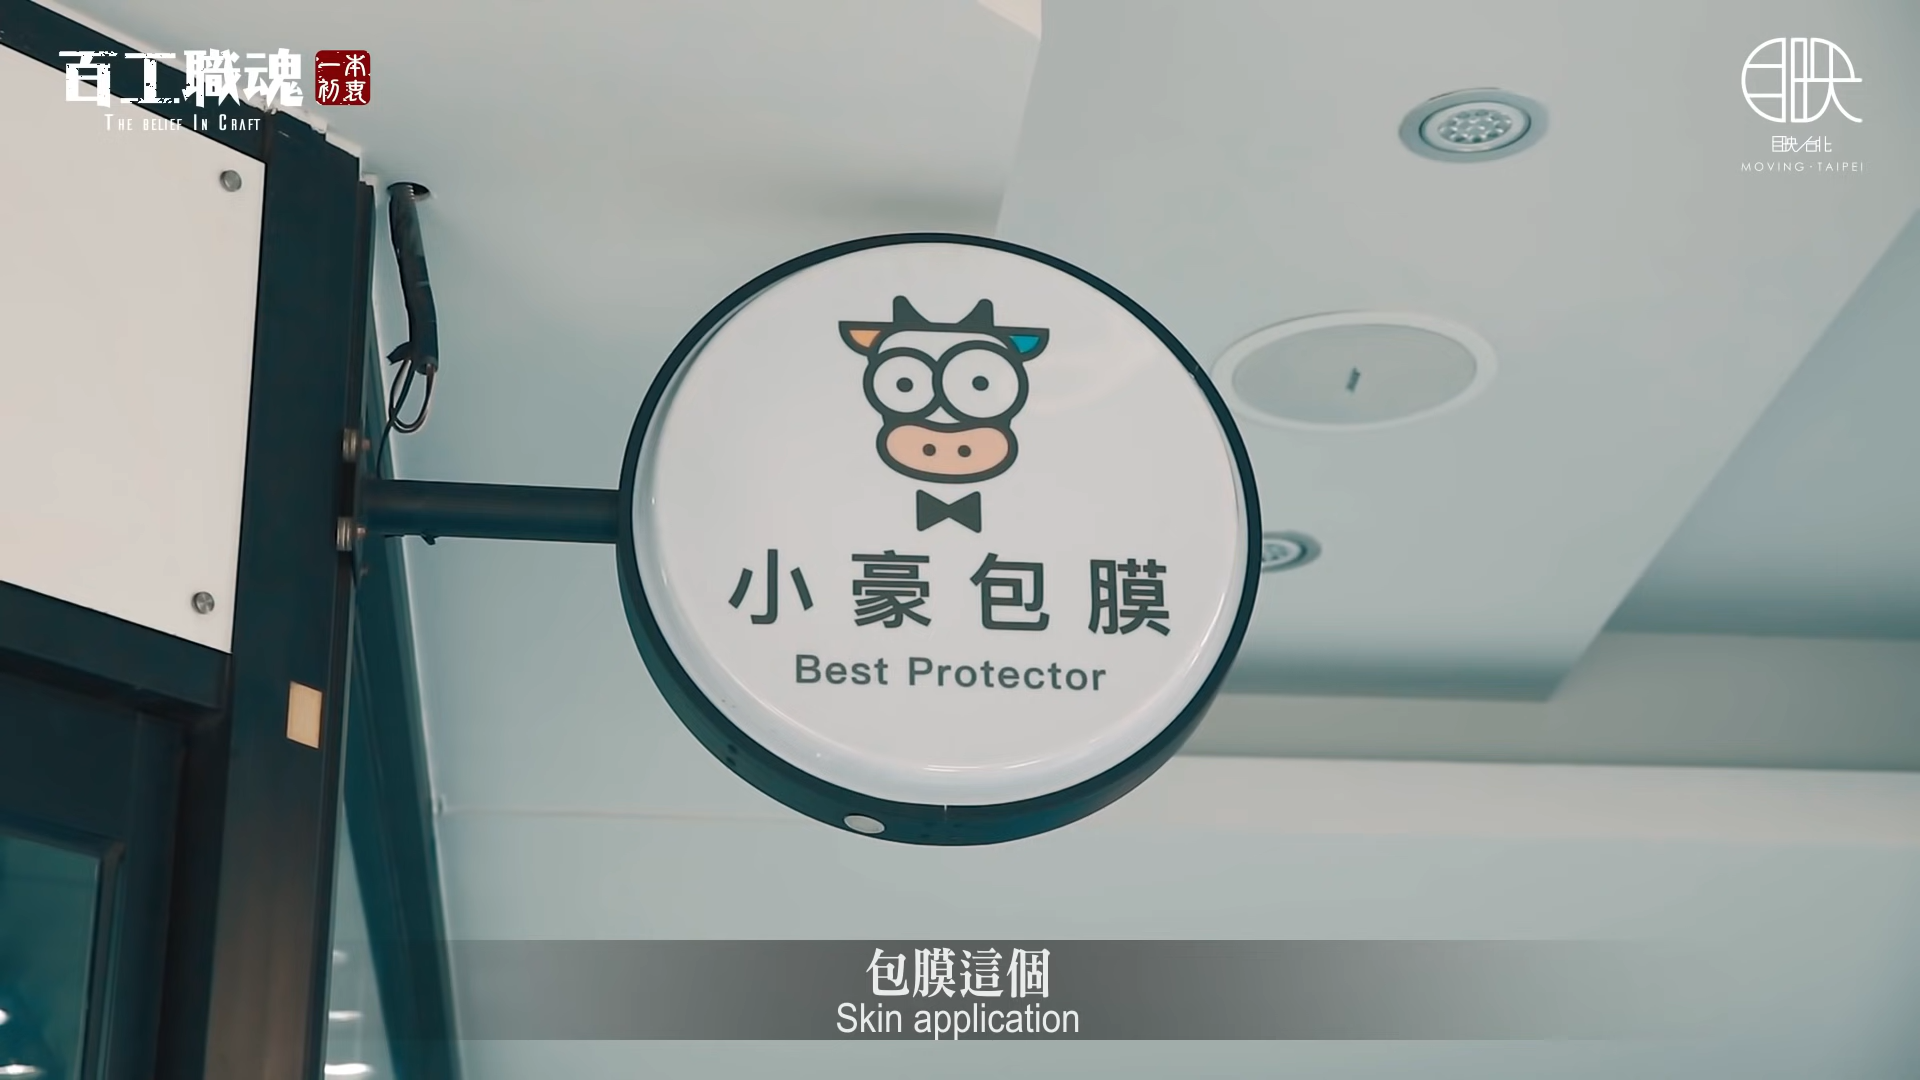 百工職魂
一本初衷
THE BELIEF IN CRAFT
映
映台北
MOVING·TAIPEI
小豪包膜
Best Protector
包膜這個
Skin application